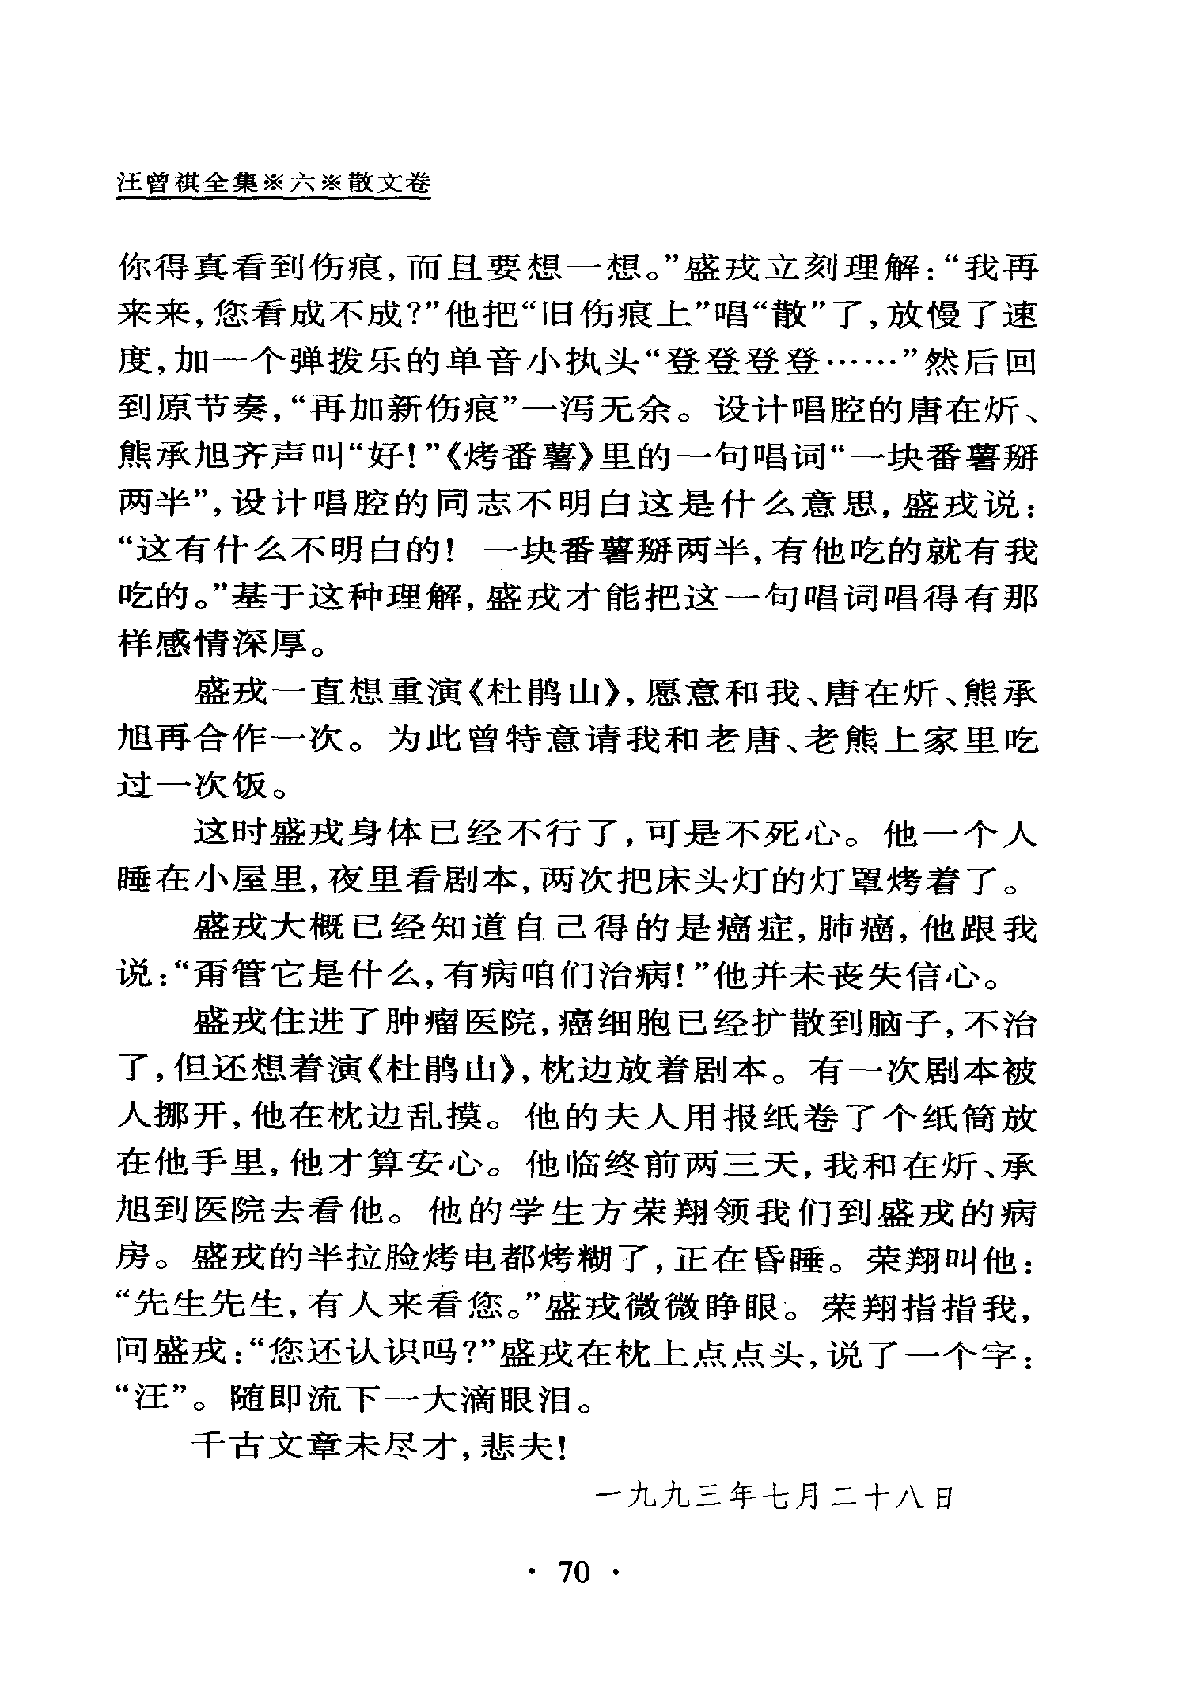 汪曾祺全集※六※散文卷
你得真看到伤痕，而且要想一想。”盛戎立刻理解：“我再
来来，您看成不成？”他把“旧伤痕上”唱“散”了，放慢了速
度，加一个弹拨乐的单音小执头“登登登登……”然后回
到原节奏，“再加新伤痕”一泻无余。设计唱腔的唐在炘、
熊承旭齐声叫“好！”《烤番薯》里的一句唱词“一块番薯掰
两半”，设计唱腔的同志不明白这是什么意思，盛戎说：
“这有什么不明白的！一块番薯掰两半，有他吃的就有我
吃的。”基于这种理解，盛戎才能把这一句唱词唱得有那
样感情深厚。
盛戎一直想重演《杜鹃山》，愿意和我、唐在炘、熊承
旭再合作一次。为此曾特意请我和老唐、老熊上家里吃
过一次饭。
这时盛戎身体已经不行了，可是不死心。他一个人
睡在小屋里，夜里看剧本，两次把床头灯的灯罩烤着了。
盛戎大概已经知道自己得的是癌症，肺癌，他跟我
说：“甭管它是什么，有病咱们治病！”他并未丧失信心。
盛戎住进了肿瘤医院，癌细胞已经扩散到脑子，不治
了，但还想着演《杜鹃山》，枕边放着剧本。有一次剧本被
人挪开，他在枕边乱摸。他的夫人用报纸卷了个纸筒放
在他手里，他才算安心。他临终前两三天，我和在炘、承
旭到医院去看他。他的学生方荣翔领我们到盛戎的病
房。盛戎的半拉脸烤电都烤糊了，正在昏睡。荣翔叫他：
“先生先生，有人来看您。”盛戎微微睁眼。荣翔指指我，
问盛戎：“您还认识吗？”盛戎在枕上点点头，说了一个字：
“汪”。随即流下一大滴眼泪。
千古文章未尽才，悲夫！
一九九三年七月二十八日
· 70 ·